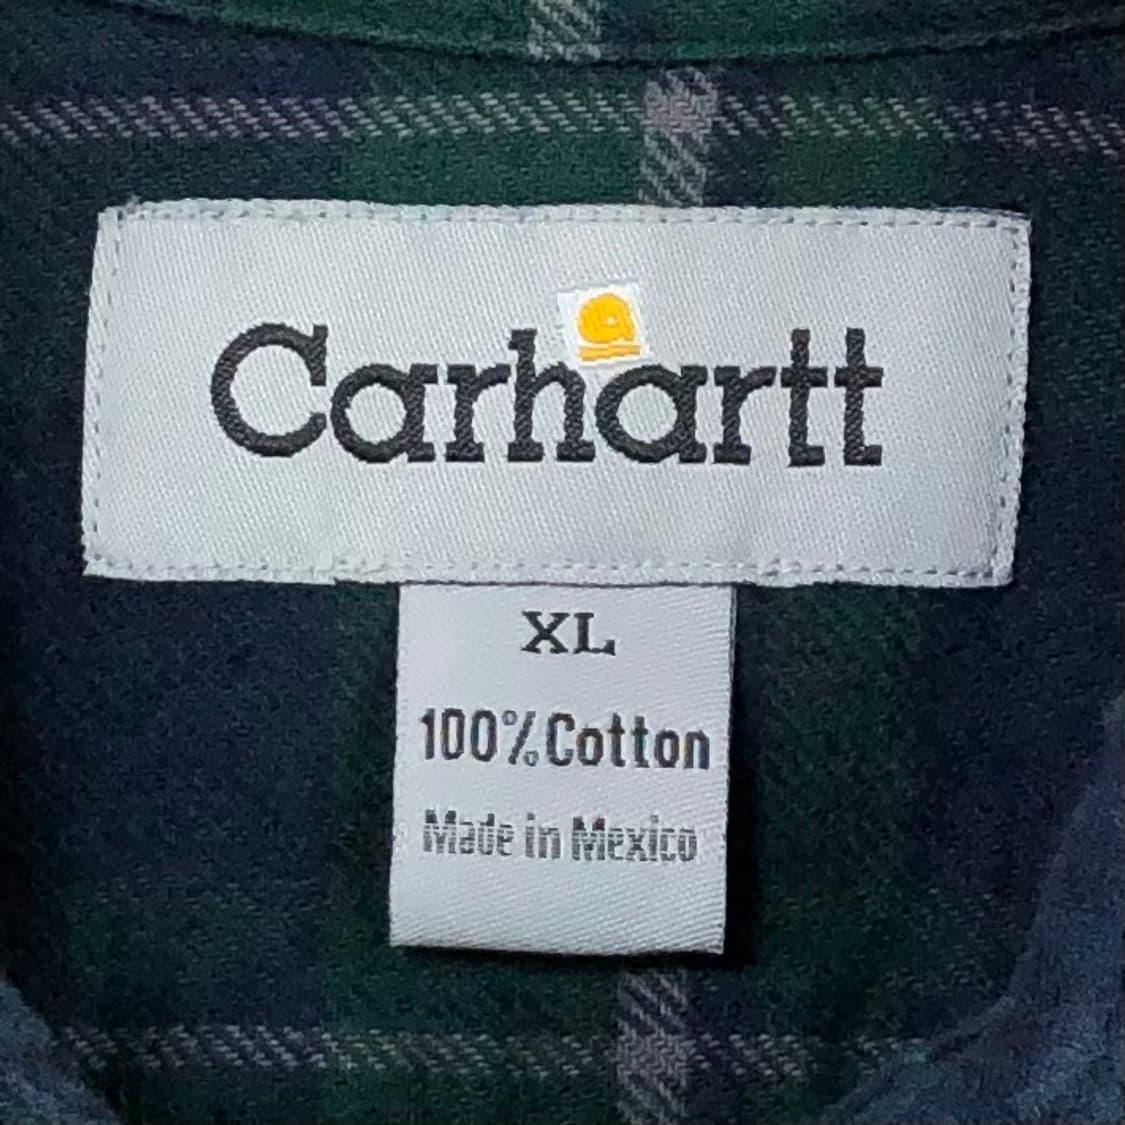 Carhartt
XL
100% Cotton
Made in Mexico